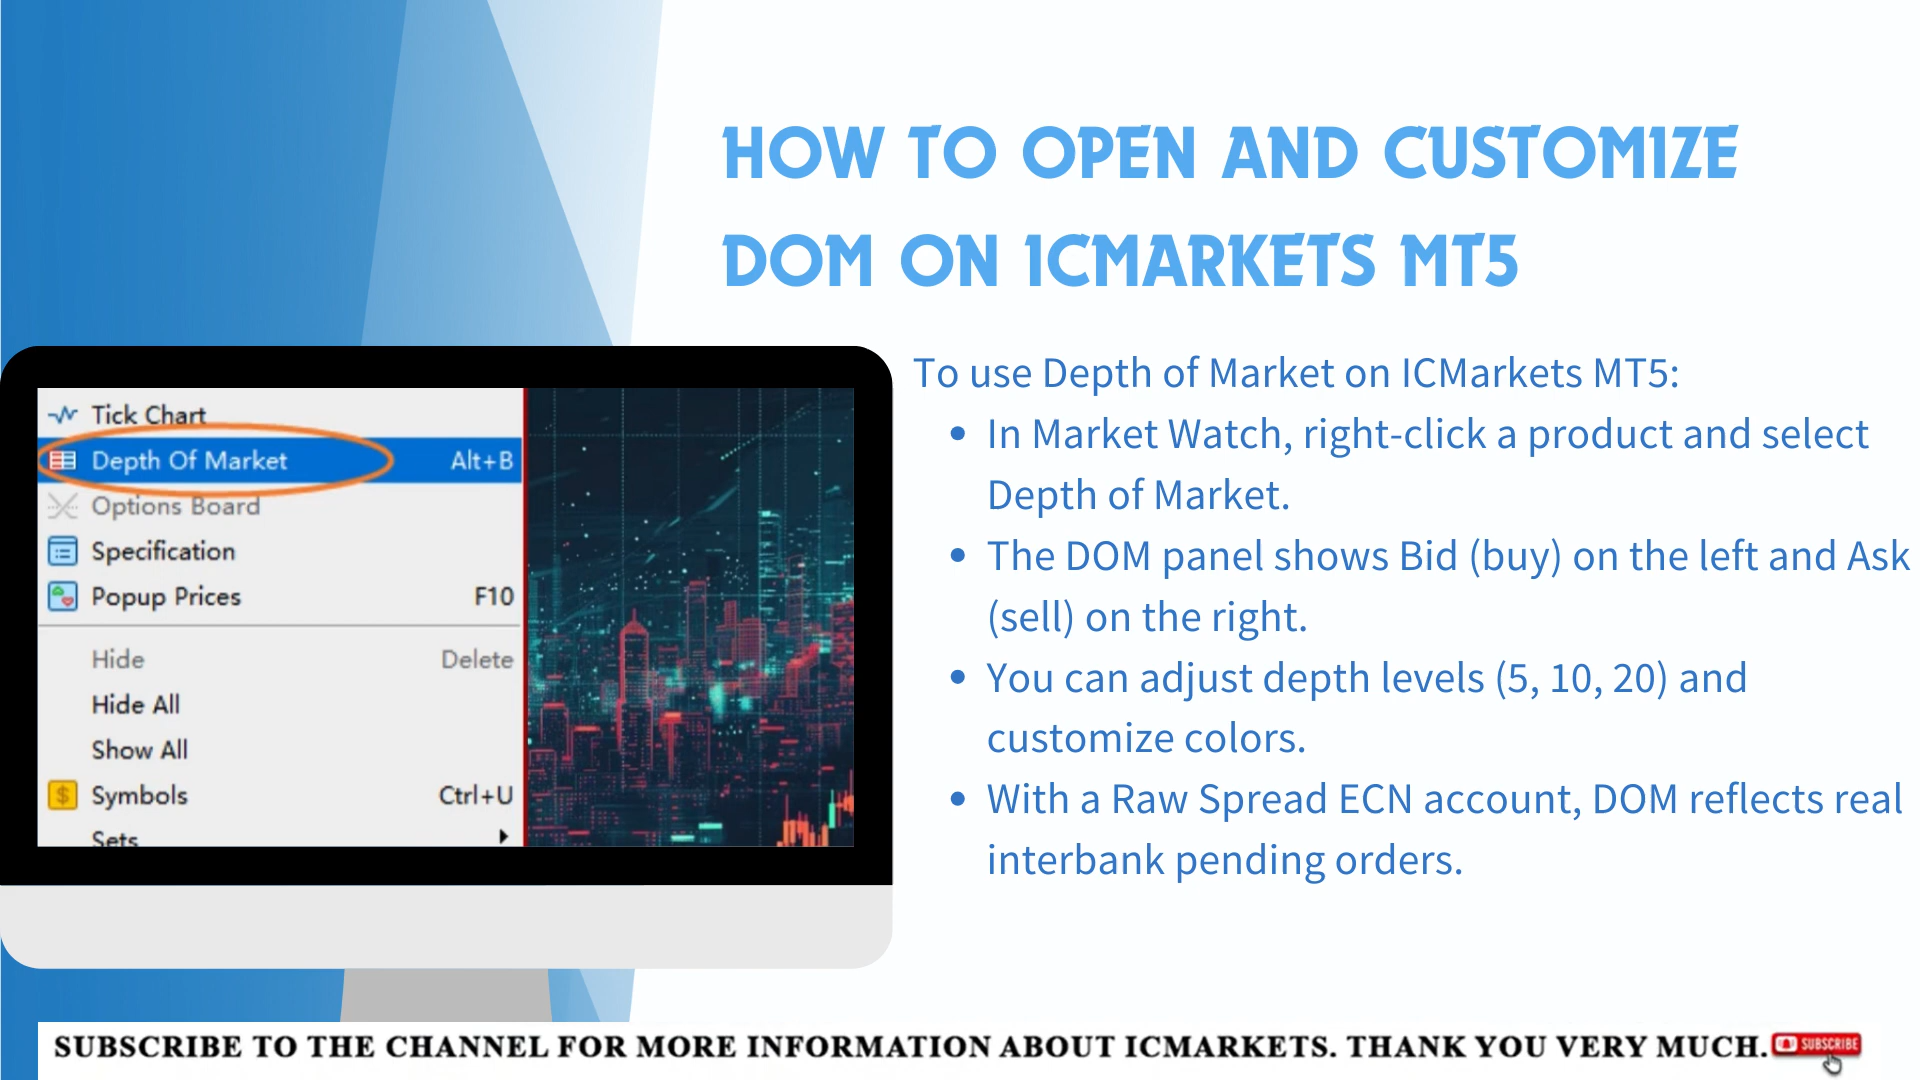 HOW TO OPEN AND CUSTOMIZE
DOM ON ICMARKETS MT5
Tick Chart
Depth Of Market Alt+B
Options Board
Specification
Popup Prices F10
Hide Delete
Hide All
Show All
Symbols Ctrl+U
Sets
To use Depth of Market on ICMarkets MT5:
• In Market Watch, right-click a product and select
Depth of Market.
• The DOM panel shows Bid (buy) on the left and Ask
(sell) on the right.
• You can adjust depth levels (5, 10, 20) and
customize colors.
• With a Raw Spread ECN account, DOM reflects real
interbank pending orders.
SUBSCRIBE TO THE CHANNEL FOR MORE INFORMATION ABOUT ICMARKETS. THANK YOU VERY MUCH. SUBSCRIBE